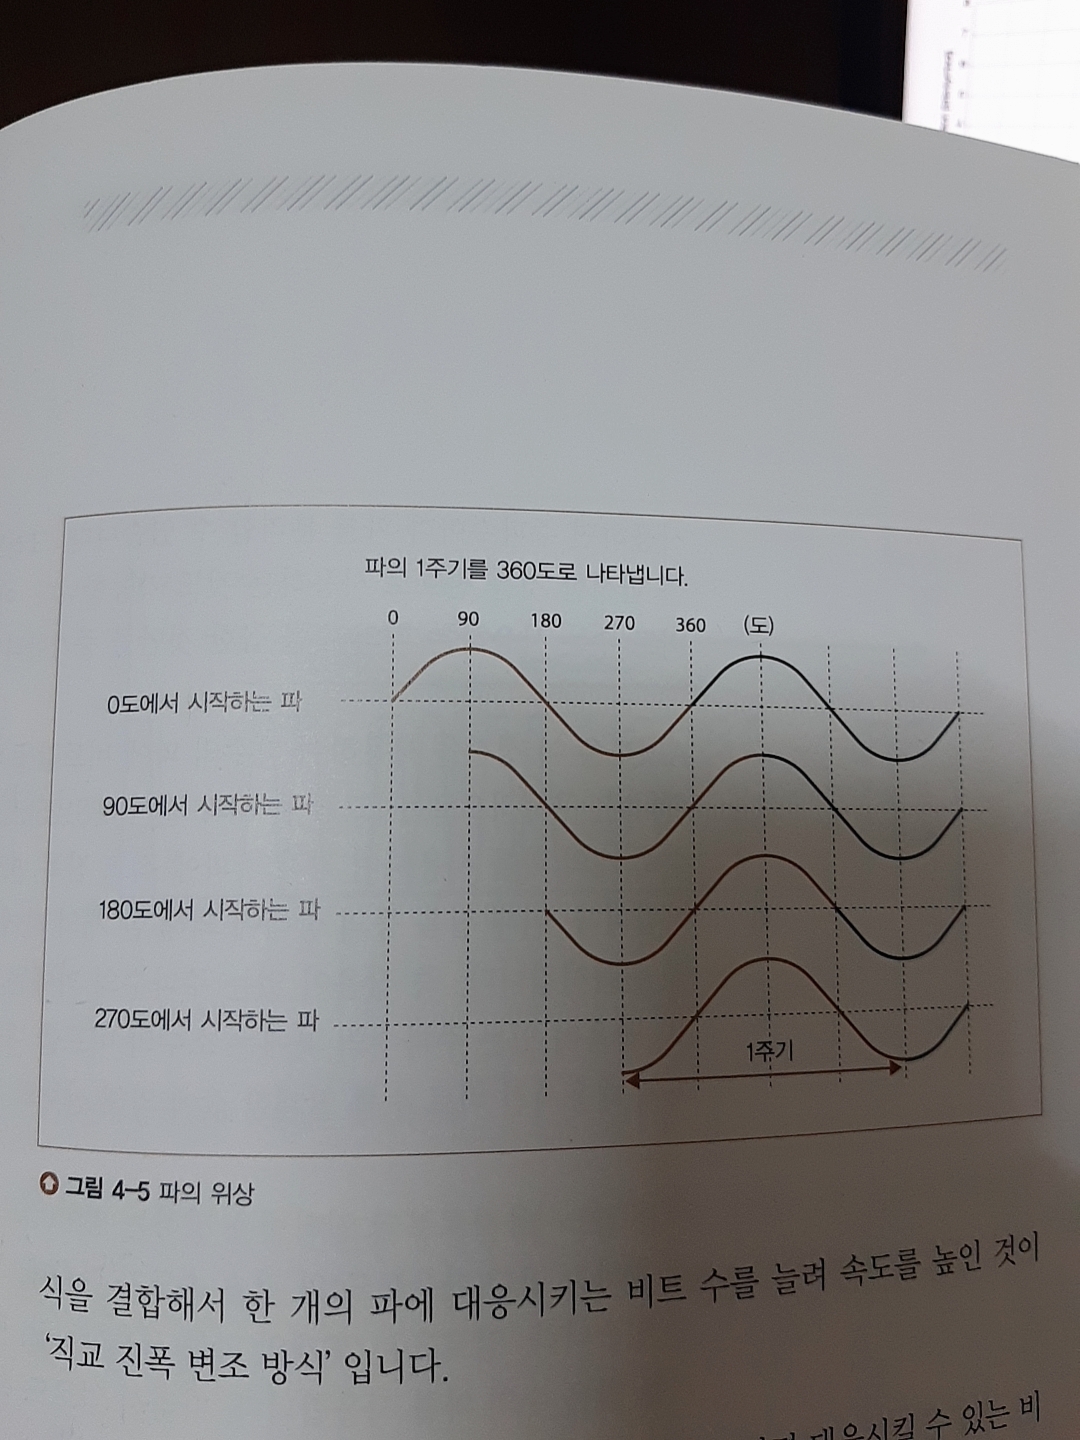 파의 1주기를 360도로 나타냅니다.
0 90 180 270 360 (도)
0도에서 시작하는 파
90도에서 시작하는 파
180도에서 시작하는 파
270도에서 시작하는 파
1주기
그림 4-5 파의 위상
식을 결합해서 한 개의 파에 대응시키는 비트 수를 늘려 속도를 높인 것이
‘직교 진폭 변조 방식’ 입니다.
대응시킬 수 있는 비